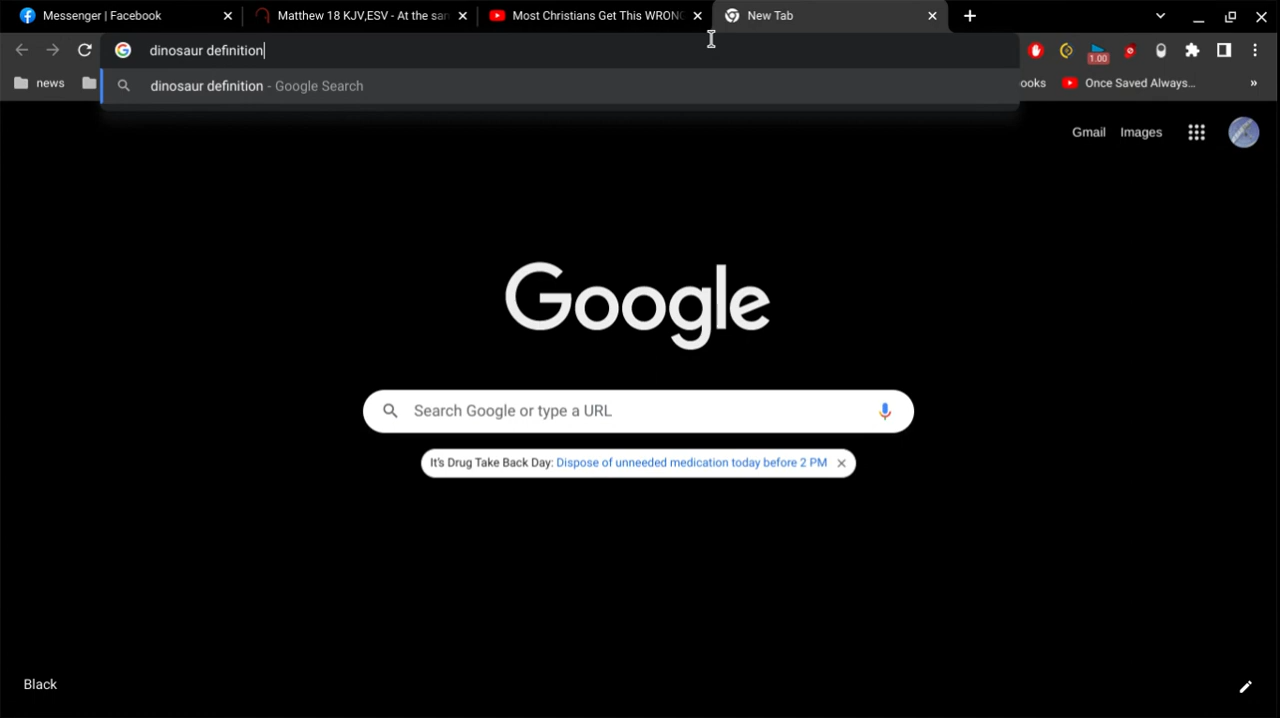 Messenger | Facebook
Matthew 18 KJV,ESV - At the san
Most Christians Get This WRONG
New Tab
dinosaur definition
1.00
news
dinosaur definition - Google Search
ooks
Once Saved Always...
»
Gmail
Images
Google
Search Google or type a URL
It's Drug Take Back Day: Dispose of unneeded medication today before 2 PM
Black